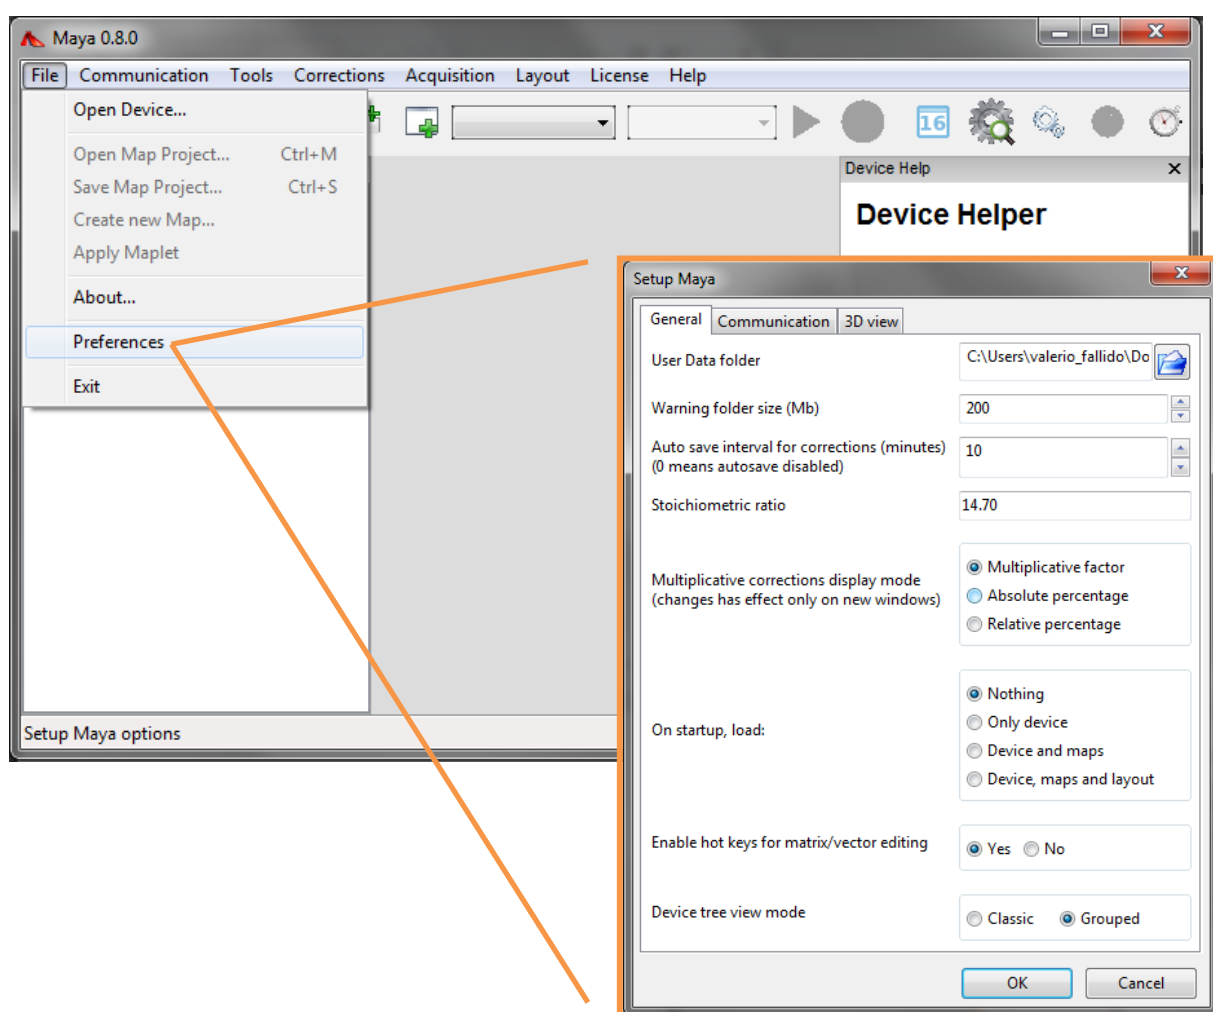 Maya 0.8.0
File Communication Tools Corrections Acquisition Layout License Help
Open Device...
Open Map Project... Ctrl+M
Save Map Project... Ctrl+S
Create new Map...
Apply Maplet
About...
Preferences
Exit
16
Device Help
Device Helper
Setup Maya options
Setup Maya
General Communication 3D view
User Data folder C:\Users\valerio_fallido\Do
Warning folder size (Mb) 200
Auto save interval for corrections (minutes) 10
(0 means autosave disabled)
Stoichiometric ratio 14.70
Multiplicative corrections display mode
(changes has effect only on new windows)
Multiplicative factor
Absolute percentage
Relative percentage
On startup, load:
Nothing
Only device
Device and maps
Device, maps and layout
Enable hot keys for matrix/vector editing Yes No
Device tree view mode Classic Grouped
OK Cancel